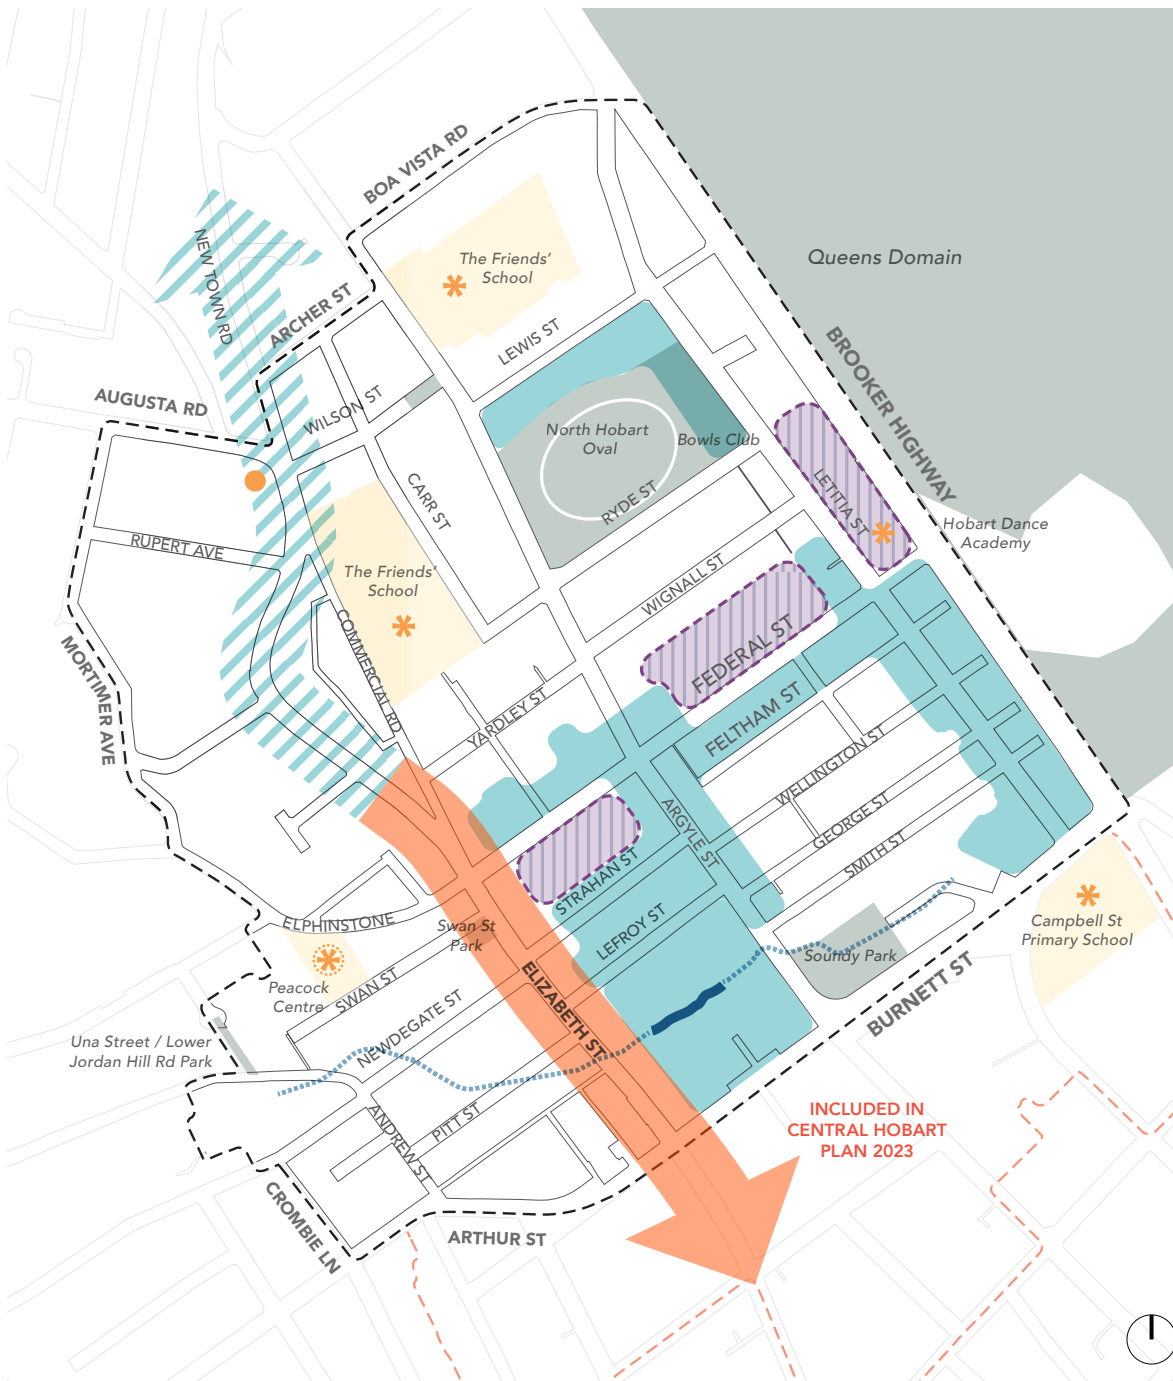 BOA VISTA RD
The Friends'
School
Queens Domain
NEW TOWN RD
ARCHER ST
LEWIS ST
BROOKER HIGHWAY
AUGUSTA RD
WILSON ST
North Hobart
Oval
Bowls Club
CARR ST
RYDE ST
LETITIA ST
Hobart Dance
Academy
RUPERT AVE
The Friends'
School
WIGNALL ST
COMMERCIAL RD
FEDERAL ST
MORTIMER AVE
YARDLEY ST
FELTHAM ST
WELLINGTON ST
ARGYLE ST
GEORGE ST
SMITH ST
STRAHAN ST
ELPHINSTONE
Swan St
Park
LEFROY ST
Campbell St
Primary School
Soundy Park
Peacock
Centre
SWAN ST
ELIZABETH ST
BURNETT ST
NEWDEGATE ST
Una Street / Lower
Jordan Hill Rd Park
PITT ST
ANDREW ST
INCLUDED IN
CENTRAL HOBART
PLAN 2023
CROMBIE LN
ARTHUR ST